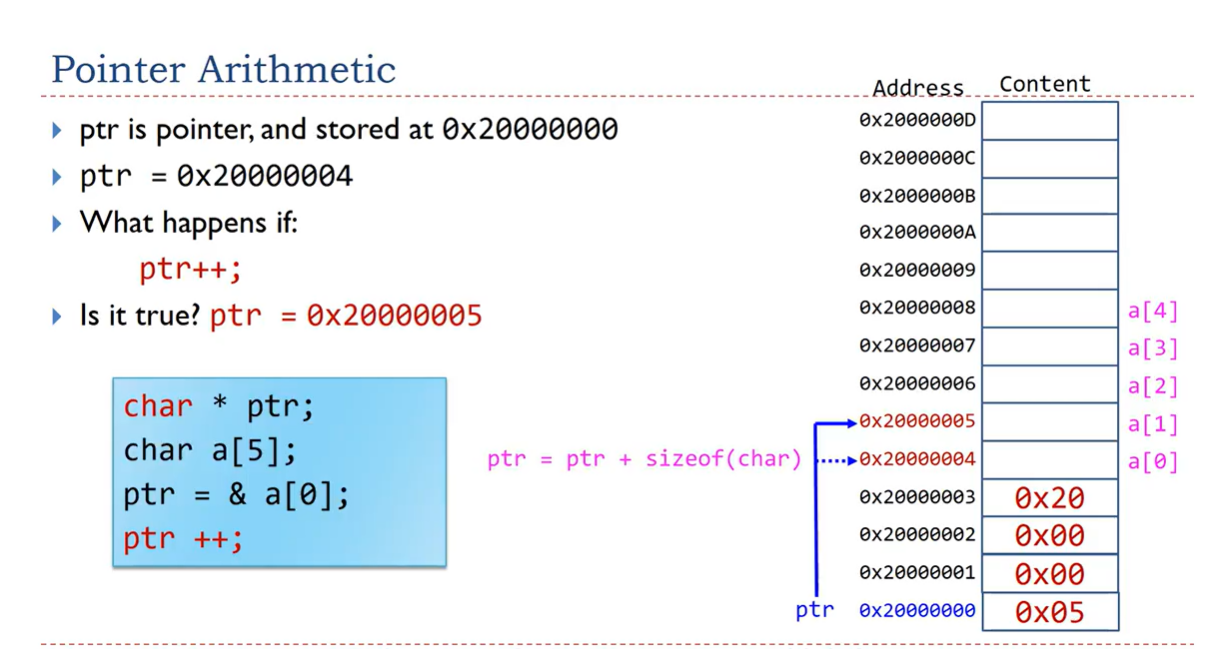 Pointer Arithmetic
ptr is pointer, and stored at 0x20000000
ptr = 0x20000004
What happens if:
ptr++;
Is it true? ptr = 0x20000005
char * ptr;
char a[5];
ptr = & a[0];
ptr ++;
ptr = ptr + sizeof(char)
Address Content
0x2000000D
0x2000000C
0x2000000B
0x2000000A
0x20000009
0x20000008 a[4]
0x20000007 a[3]
0x20000006 a[2]
0x20000005 a[1]
0x20000004 a[0]
0x20000003 0x20
0x20000002 0x00
0x20000001 0x00
ptr 0x20000000 0x05